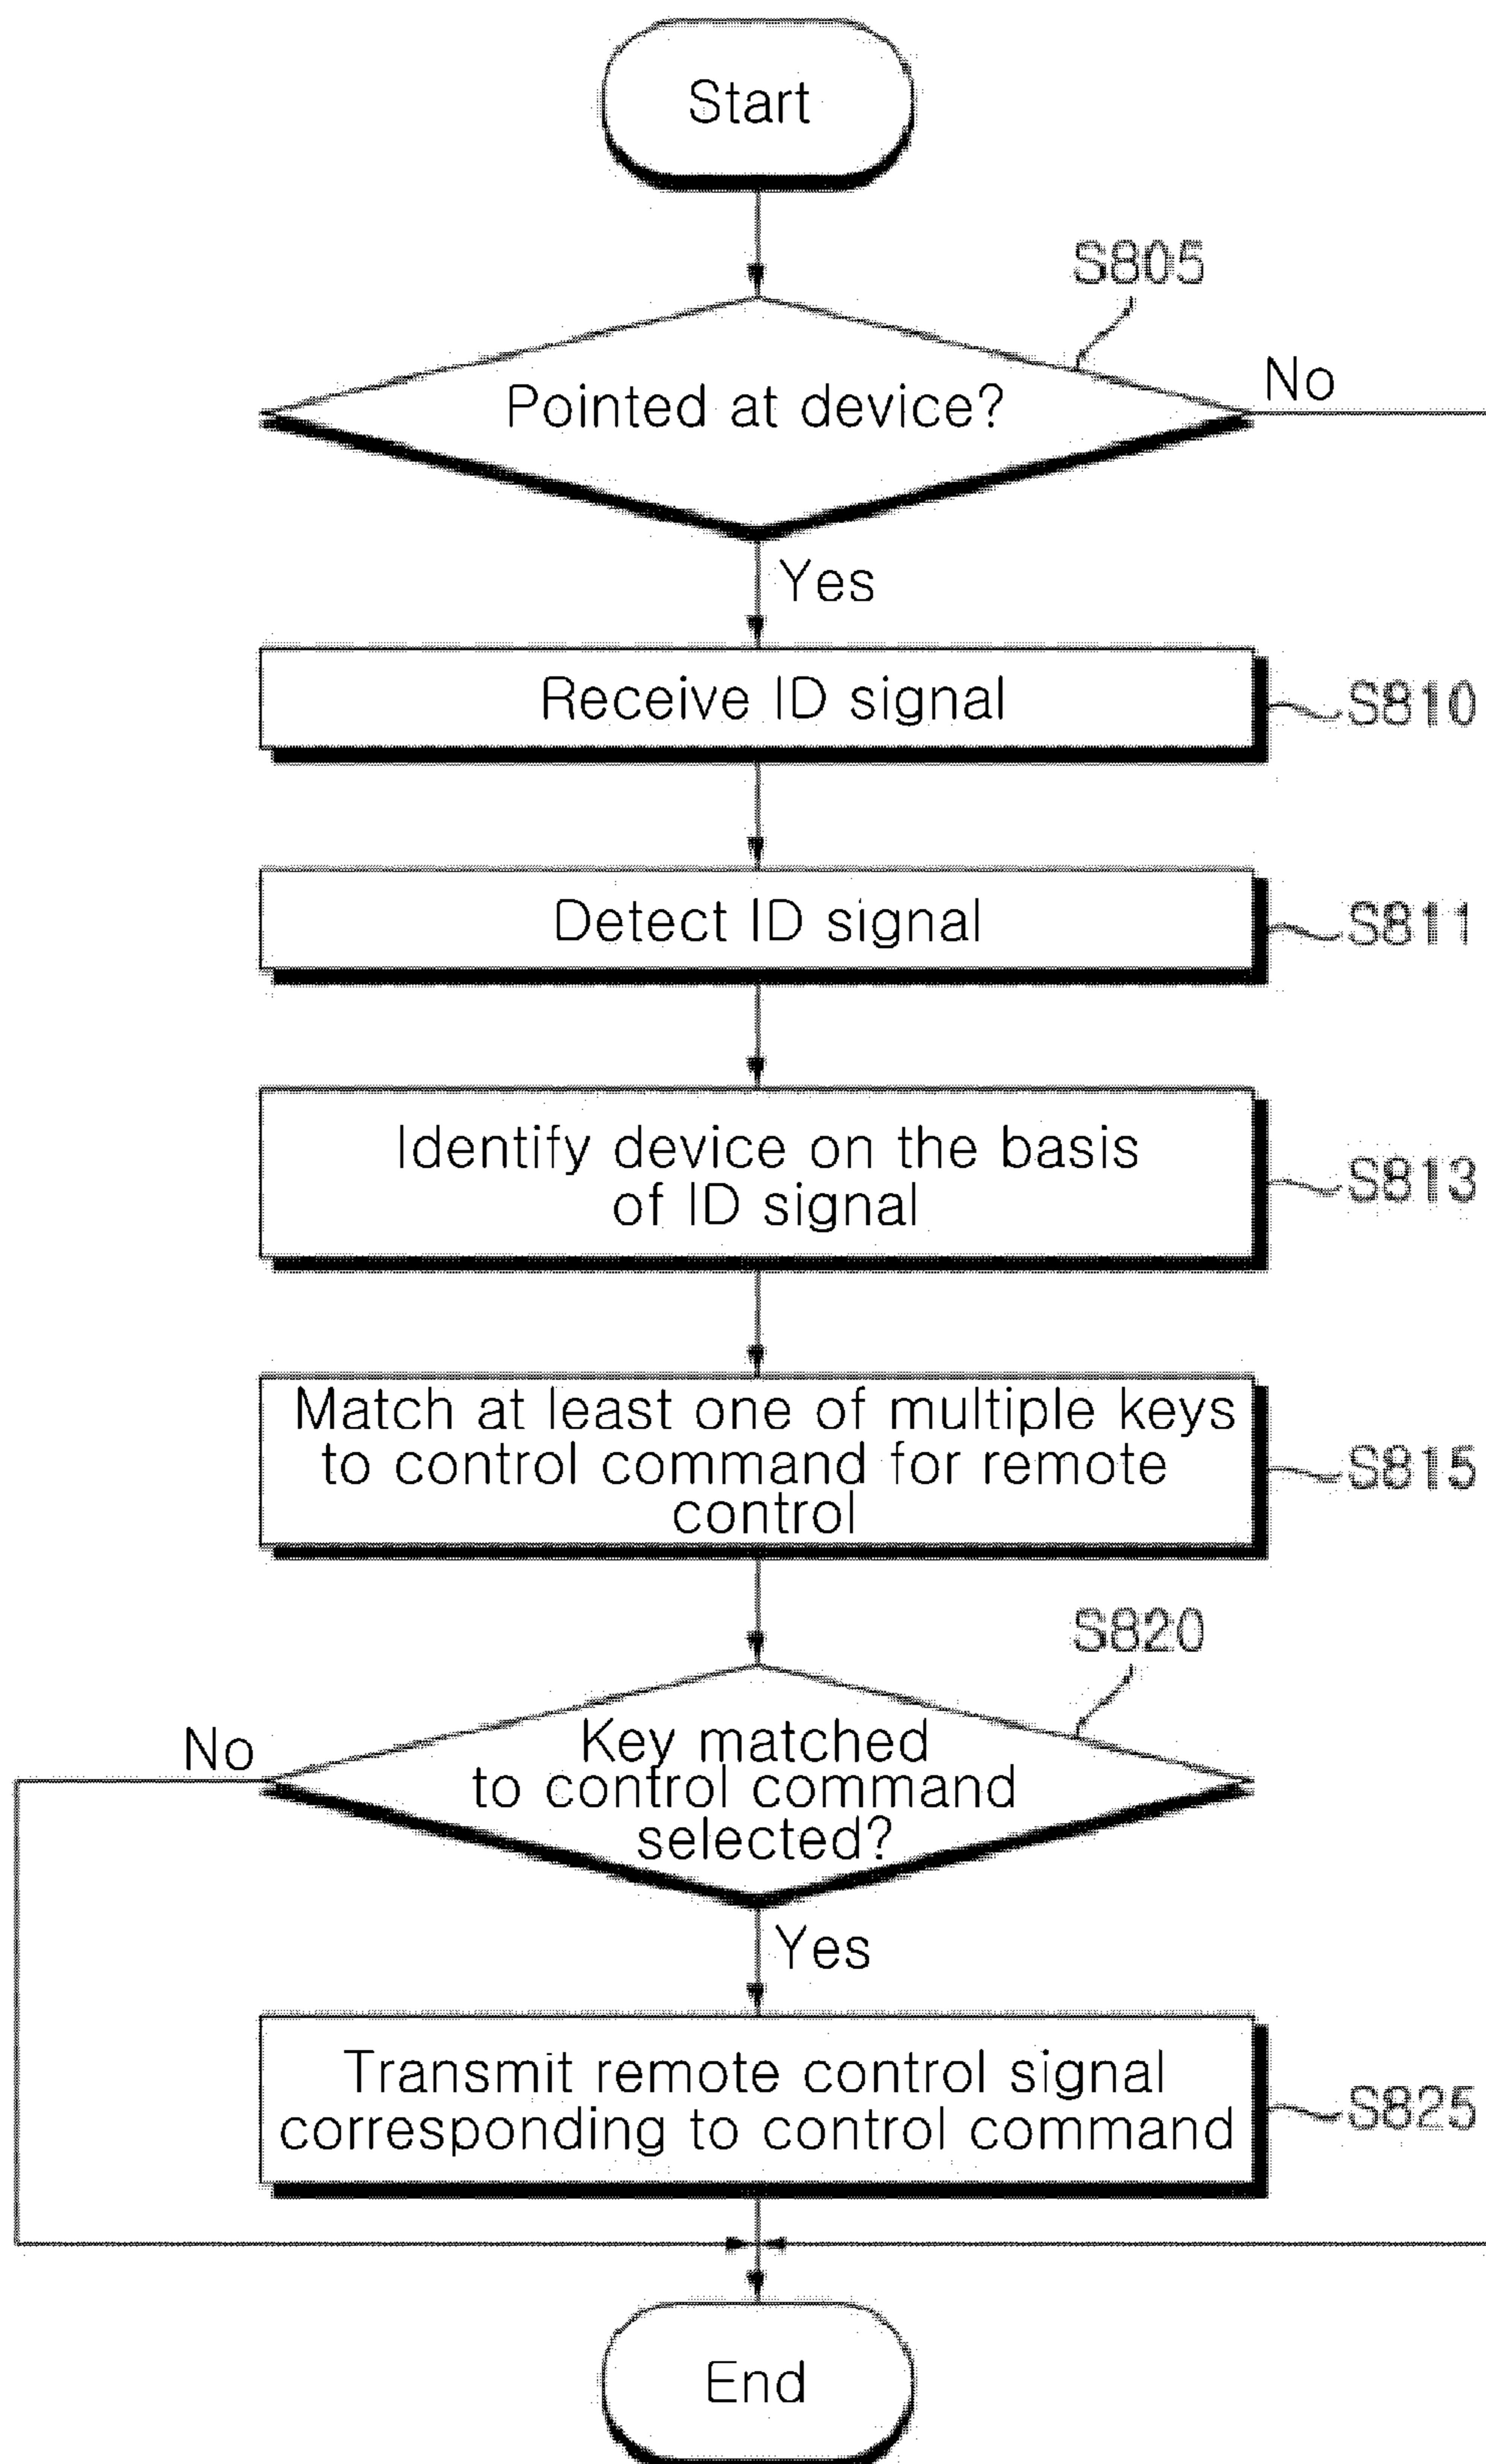 Start
S805
Pointed at device?
No
Yes
Receive ID signal
S810
Detect ID signal
S811
Identify device on the basis
of ID signal
S813
Match at least one of multiple keys
to control command for remote
control
S815
S820
Key matched
to control command
selected?
No
Yes
Transmit remote control signal
corresponding to control command
S825
End